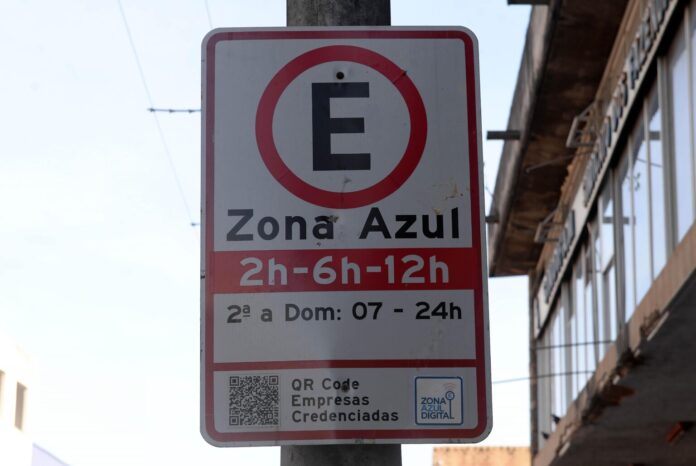 E
Zona Azul
2h-6h-12h
2ª a Dom: 07 - 24h
QR Code
Empresas
Credenciadas
ZONA
AZUL
DIGITAL